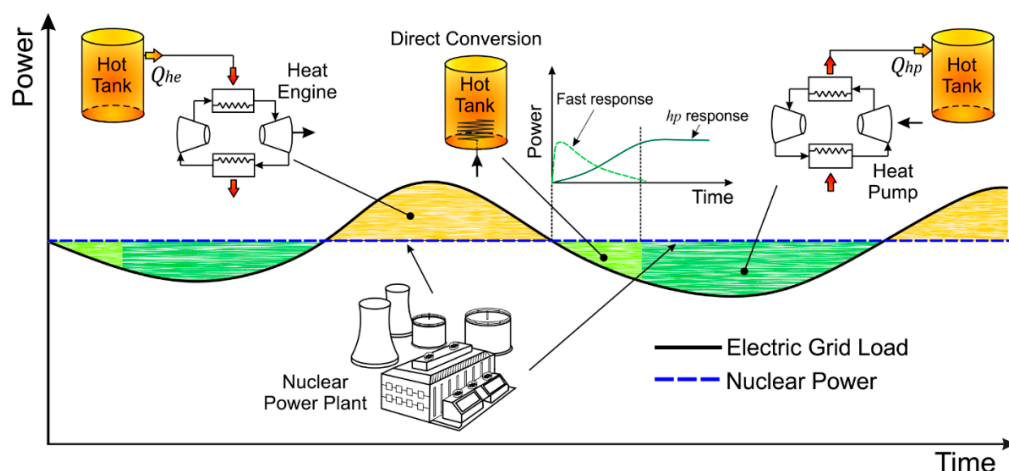 Power
Hot
Tank
Qhe
Heat
Engine
Direct Conversion
Hot
Tank
Power
Fast response
hp response
Time
Qhp
Hot
Tank
Heat
Pump
Nuclear
Power Plant
Electric Grid Load
Nuclear Power
Time